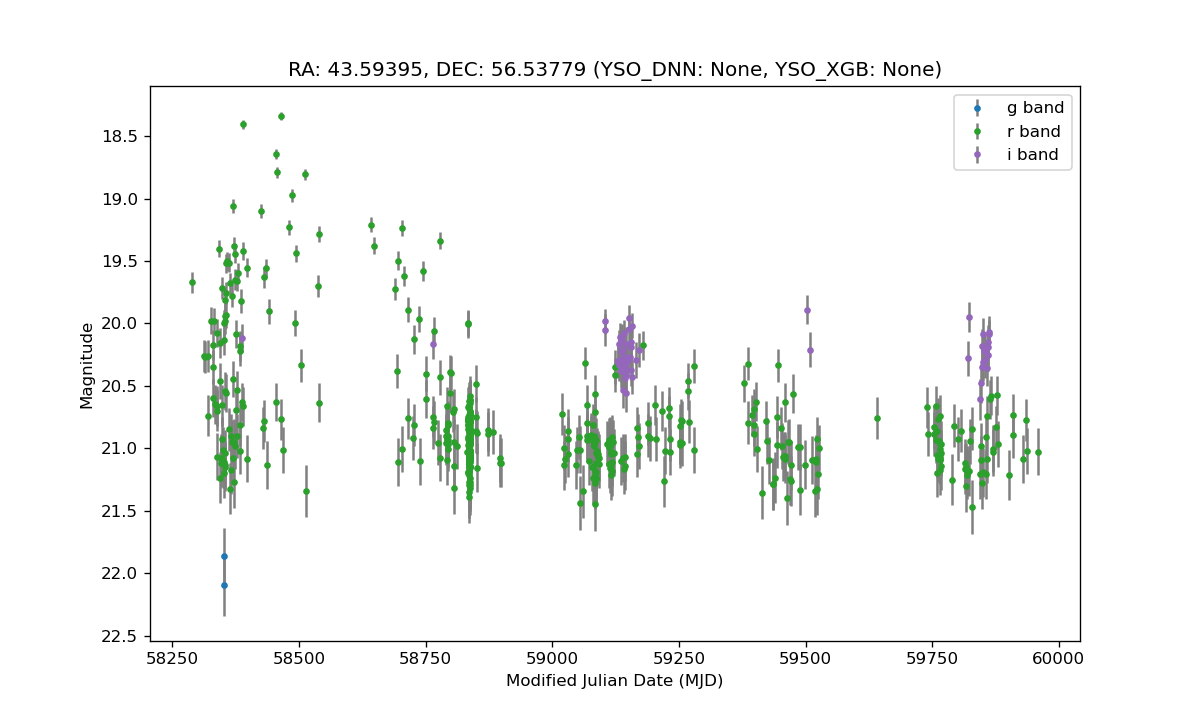 RA: 43.59395, DEC: 56.53779 (YSO_DNN: None, YSO_XGB: None)
g band
r band
i band
Magnitude
18.5
19.0
19.5
20.0
20.5
21.0
21.5
22.0
22.5
58250 58500 58750 59000 59250 59500 59750 60000
Modified Julian Date (MJD)